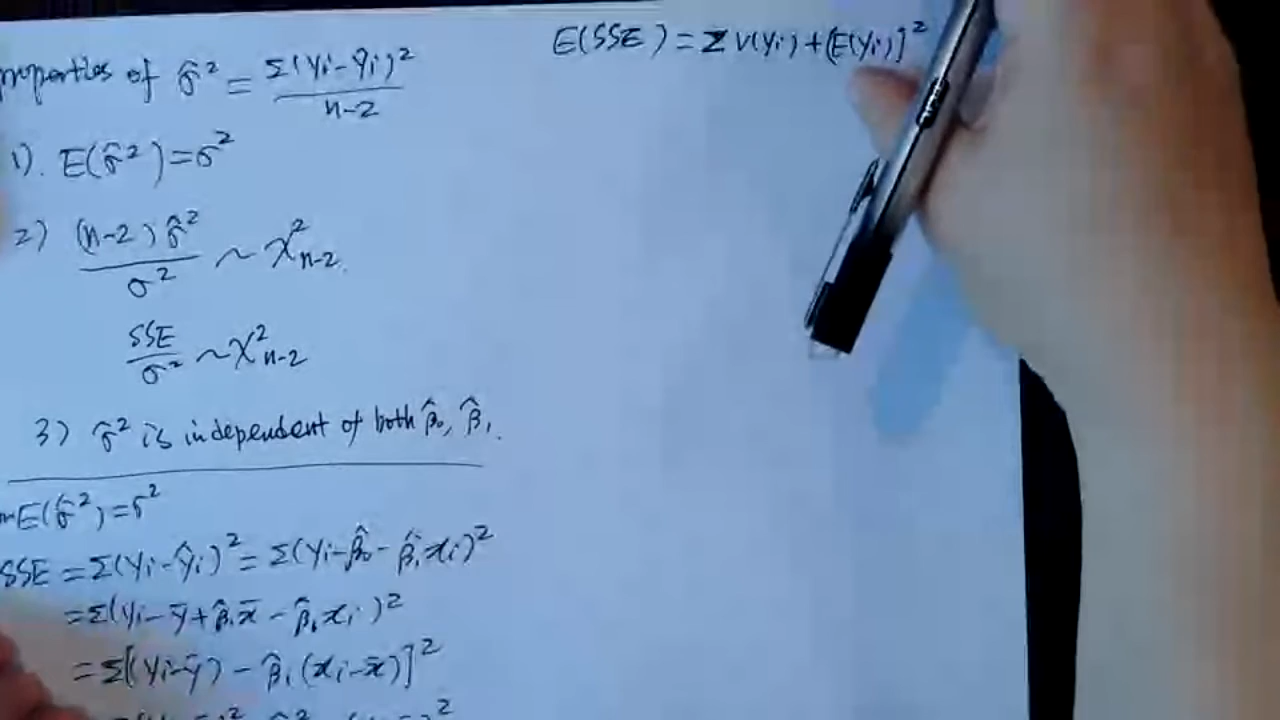 properties of σ̂² = Σ(yi-ŷi)² / n-2
1). E(σ̂²)=σ²
2) (n-2)σ̂² / σ² ~ χ²n-2.
SSE / σ² ~ χ²n-2
3) σ̂² is independent of both β̂₀, β̂₁.
E(σ̂²)=σ²
SSE = Σ(yi-ŷi)² = Σ(yi-β̂₀-β̂₁xi)²
=Σ(yi-ȳ+β̂₁x̄-β̂₁xi)²
=Σ[(yi-ȳ)-β̂₁(xi-x̄)]²
E(SSE)=Σ V(yi)+[E(yi)]²